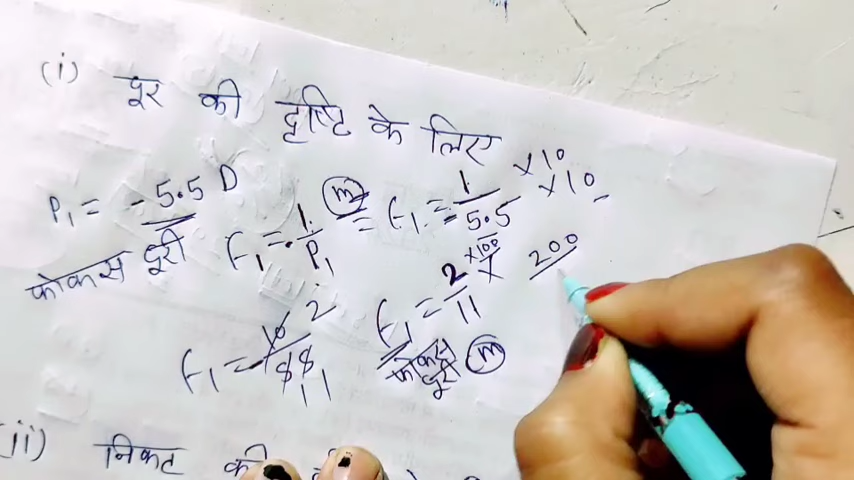 (i) दूर की दृष्टि के लिए
P₁ = -5.5 D
फोकस दूरी F₁ = 1/P₁ (m) = F₁ = 1/5.5 ×10 ×10
F₁ = 10/55 2/11
F₁ = 2/11 ×100 200
फोकस दूरी (m)
(ii) निकट की